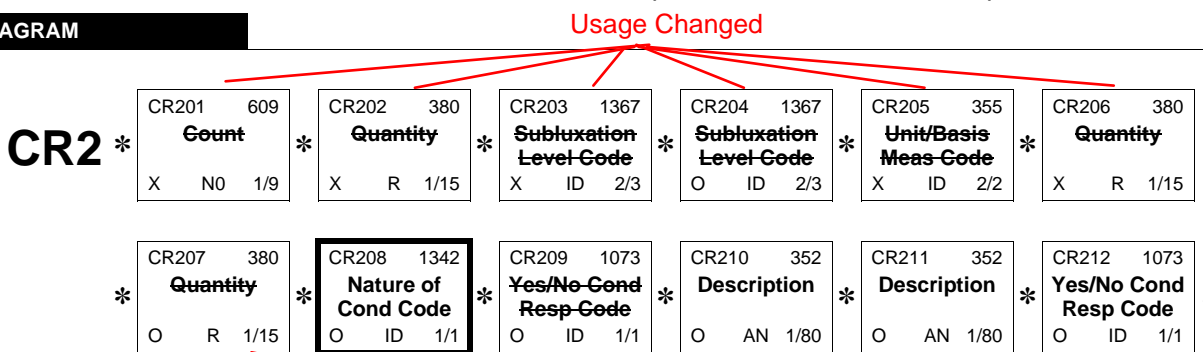 Usage Changed
AGRAM
CR2
* CR201 609
Count
X N0 1/9
* CR202 380
Quantity
X R 1/15
* CR203 1367
Subluxation
Level Code
X ID 2/3
* CR204 1367
Subluxation
Level Code
O ID 2/3
* CR205 355
Unit/Basis
Meas Code
X ID 2/2
* CR206 380
Quantity
X R 1/15
* CR207 380
Quantity
O R 1/15
* CR208 1342
Nature of
Cond Code
O ID 1/1
* CR209 1073
Yes/No Cond
Resp Code
O ID 1/1
* CR210 352
Description
O AN 1/80
* CR211 352
Description
O AN 1/80
* CR212 1073
Yes/No Cond
Resp Code
O ID 1/1